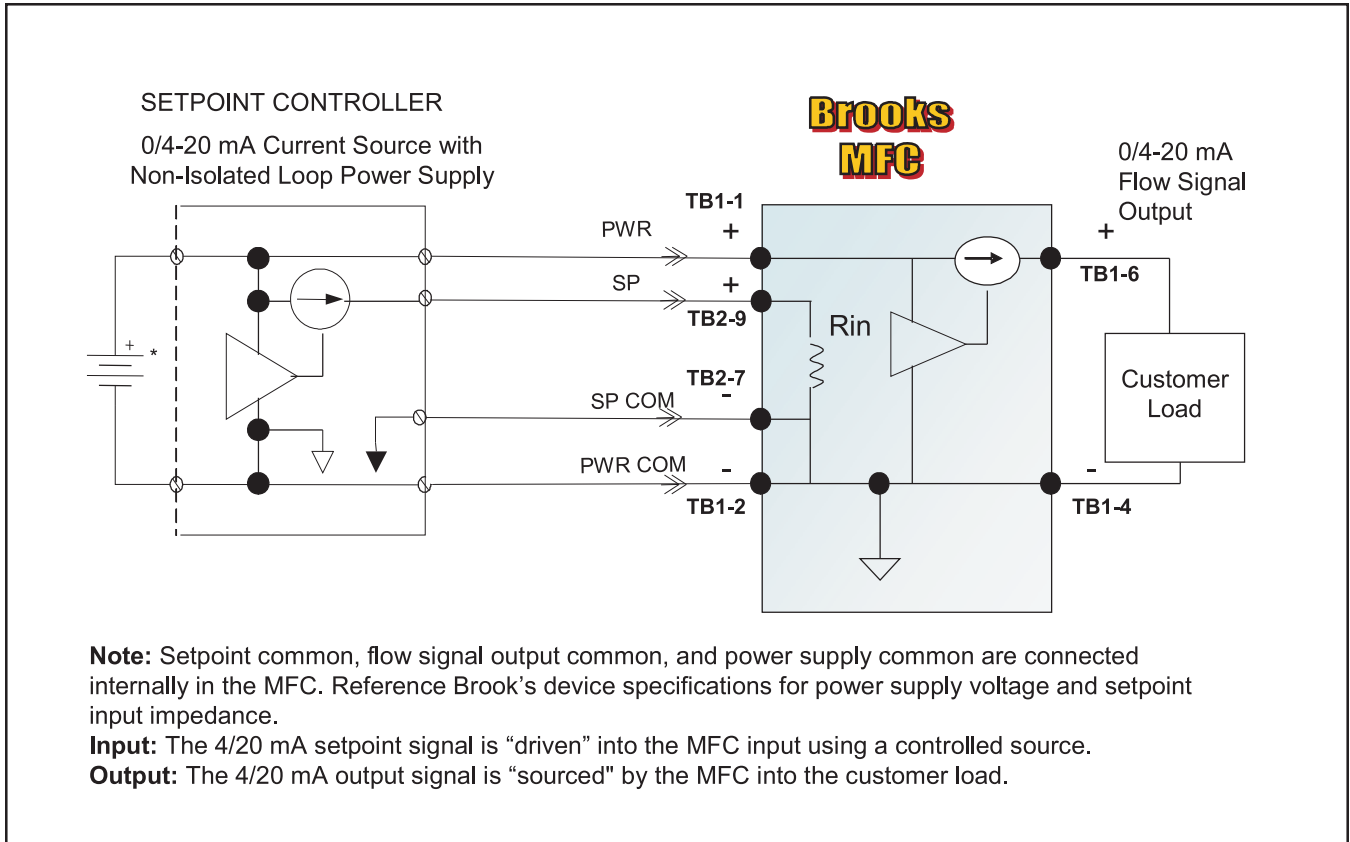 SETPOINT CONTROLLER
0/4-20 mA Current Source with
Non-Isolated Loop Power Supply
Brooks
MFC
0/4-20 mA
Flow Signal
Output
TB1-1
PWR
+
+
SP
+
TB2-9
TB1-6
Rin
+
*
TB2-7
-
SP COM
Customer
Load
PWR COM
-
-
TB1-2
TB1-4
Note: Setpoint common, flow signal output common, and power supply common are connected
internally in the MFC. Reference Brook's device specifications for power supply voltage and setpoint
input impedance.
Input: The 4/20 mA setpoint signal is “driven” into the MFC input using a controlled source.
Output: The 4/20 mA output signal is “sourced" by the MFC into the customer load.